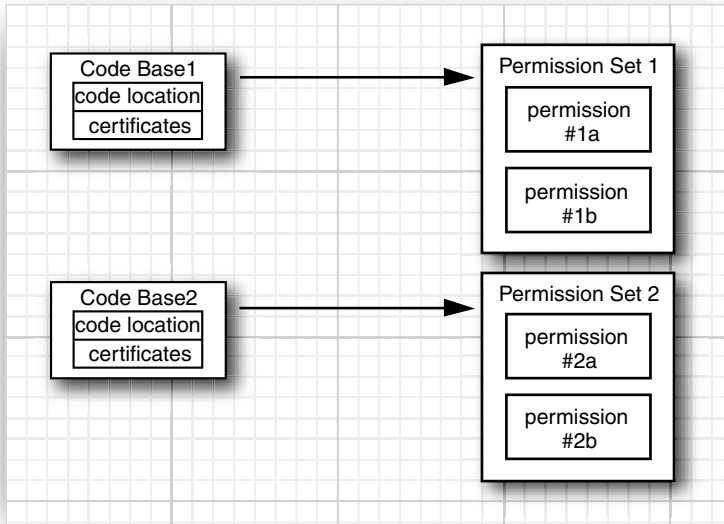 Code Base1
code location
certificates
Permission Set 1
permission
#1a
permission
#1b
Code Base2
code location
certificates
Permission Set 2
permission
#2a
permission
#2b